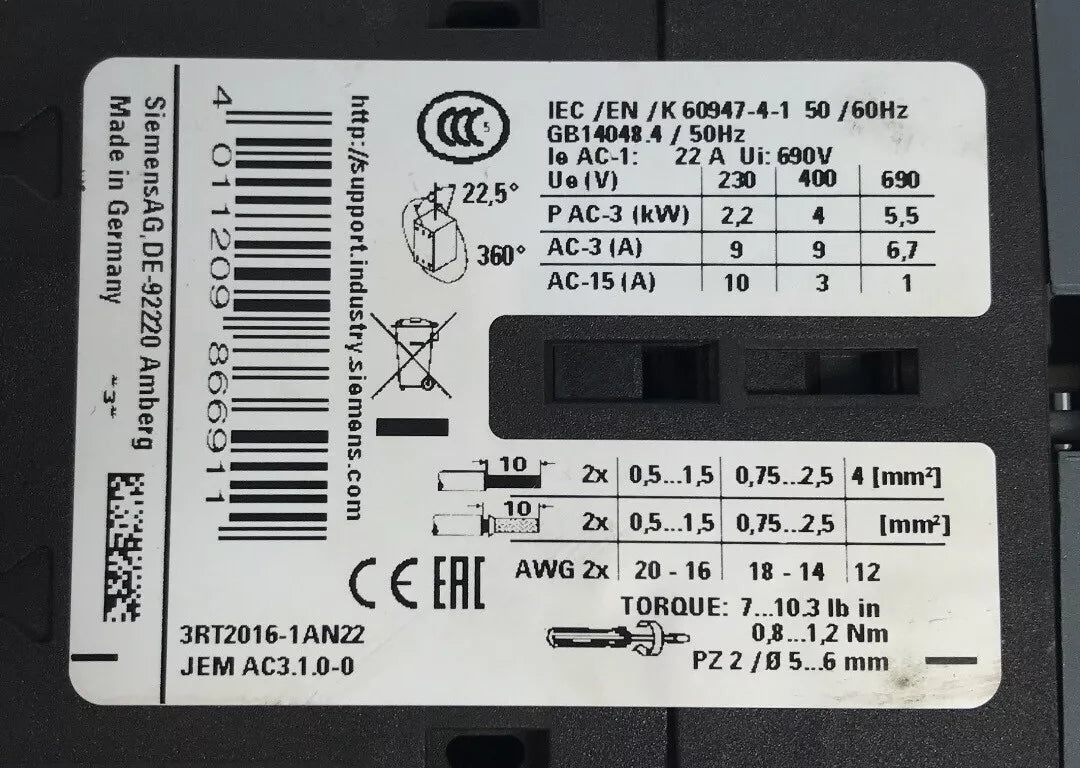 SiemensAG,DE-92220 Amberg
Made in Germany
"3"
4 011209 866911
http://support.industry.siemens.com
CCC 5
22,5°
360°
IEC /EN /K 60947-4-1 50 /60Hz
GB14048.4 / 50Hz
Ie AC-1: 22 A Ui: 690V
Ue (V) 230 400 690
P AC-3 (kW) 2,2 4 5,5
AC-3 (A) 9 9 6,7
AC-15 (A) 10 3 1
10 2x 0,5...1,5 0,75...2,5 4 [mm²]
10 2x 0,5...1,5 0,75...2,5 [mm²]
AWG 2x 20 - 16 18 - 14 12
CE EAC
TORQUE: 7...10.3 lb in
0,8...1,2 Nm
PZ 2 /Ø 5...6 mm
3RT2016-1AN22
JEM AC3.1.0-0